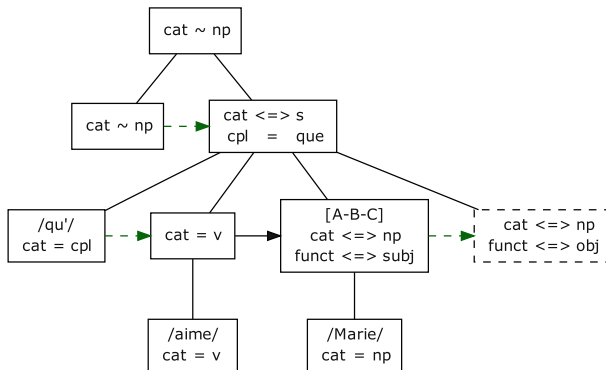 cat ~ np
cat ~ np
cat <=> s
cpl = que
/qu'/
cat = cpl
cat = v
[A-B-C]
cat <=> np
funct <=> subj
cat <=> np
funct <=> obj
/aime/
cat = v
/Marie/
cat = np